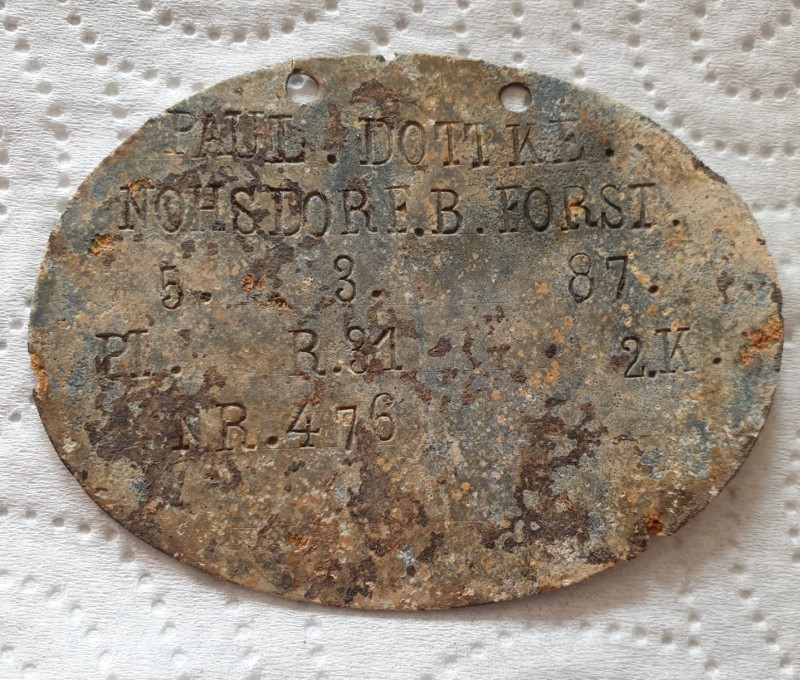 PAUL. DOTTKE.
NOHSDORF.B.FORST.
5. 3. 87.
PI. R.31 2.K.
NR.476